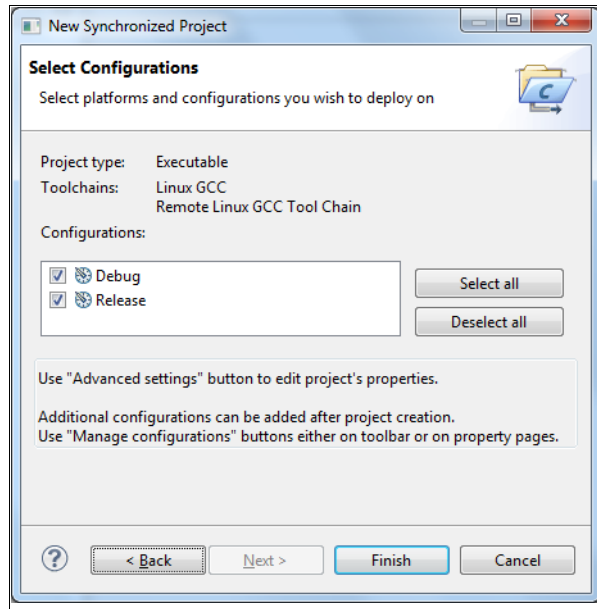 New Synchronized Project
Select Configurations
Select platforms and configurations you wish to deploy on
C
Project type: Executable
Toolchains: Linux GCC
Remote Linux GCC Tool Chain
Configurations:
Debug
Release
Select all
Deselect all
Use "Advanced settings" button to edit project's properties.
Additional configurations can be added after project creation.
Use "Manage configurations" buttons either on toolbar or on property pages.
? < Back Next > Finish Cancel